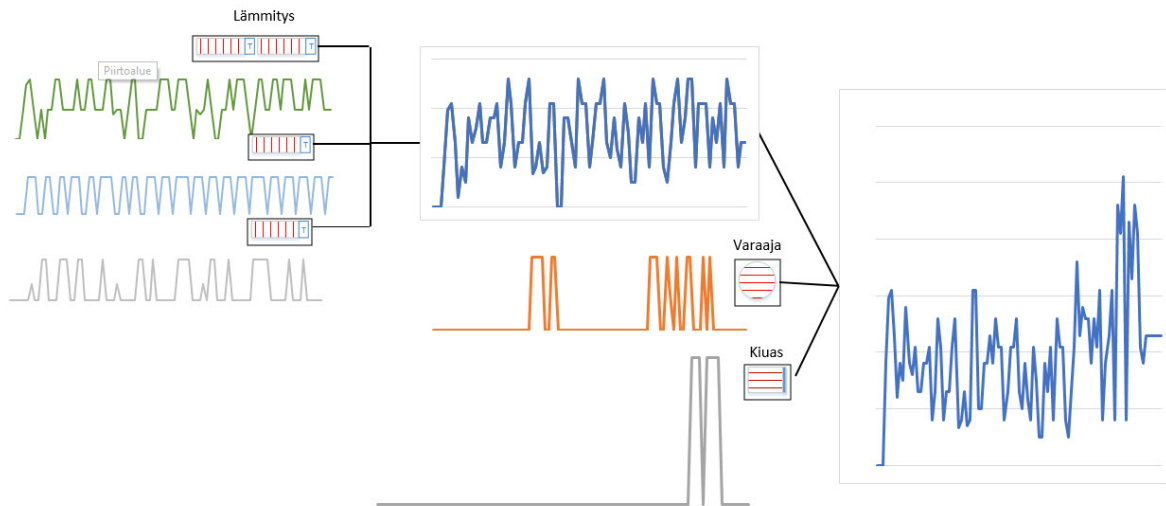 Lämmitys
T
T
Piirtoalue
T
T
Varaaja
Kiuas